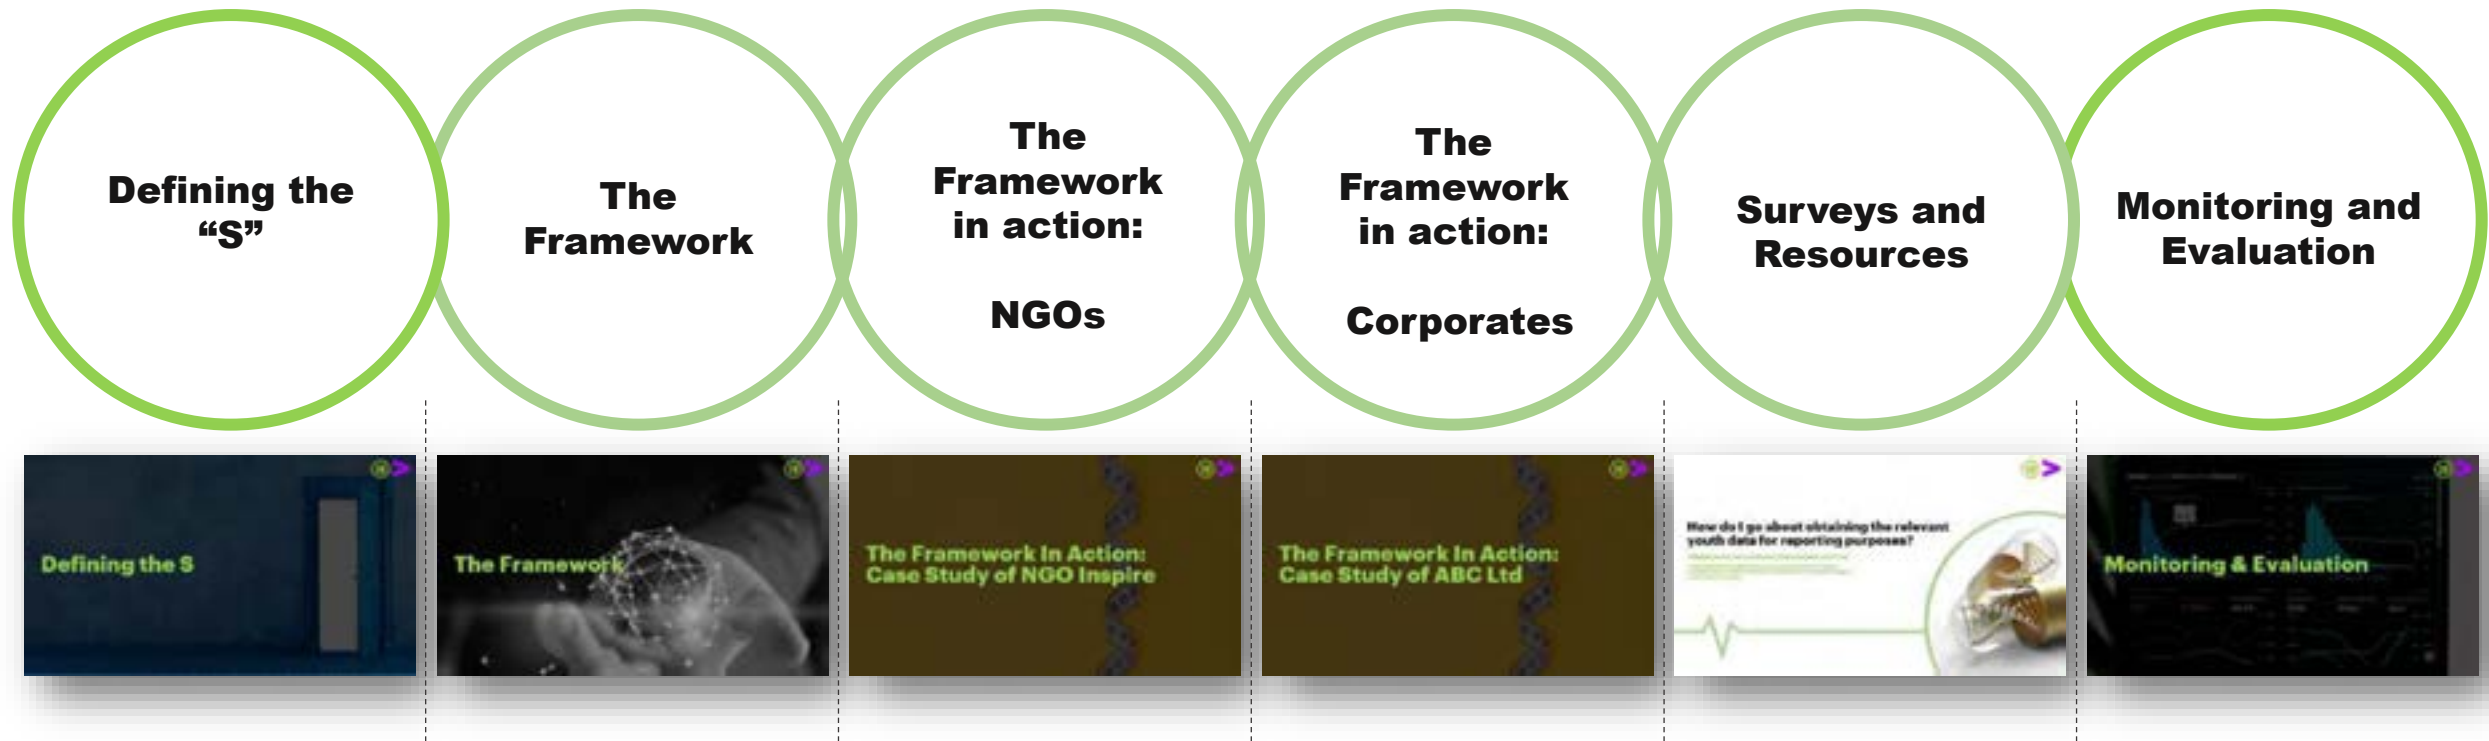 Defining the
“S”
The
Framework
The
Framework
in action:
NGOs
The
Framework
in action:
Corporates
Surveys and
Resources
Monitoring and
Evaluation
Defining the S
The Framework
The Framework In Action:
Case Study of NGO Inspire
The Framework In Action:
Case Study of ABC Ltd
How do I go about obtaining the relevant
youth data for reporting purposes?
Monitoring & Evaluation